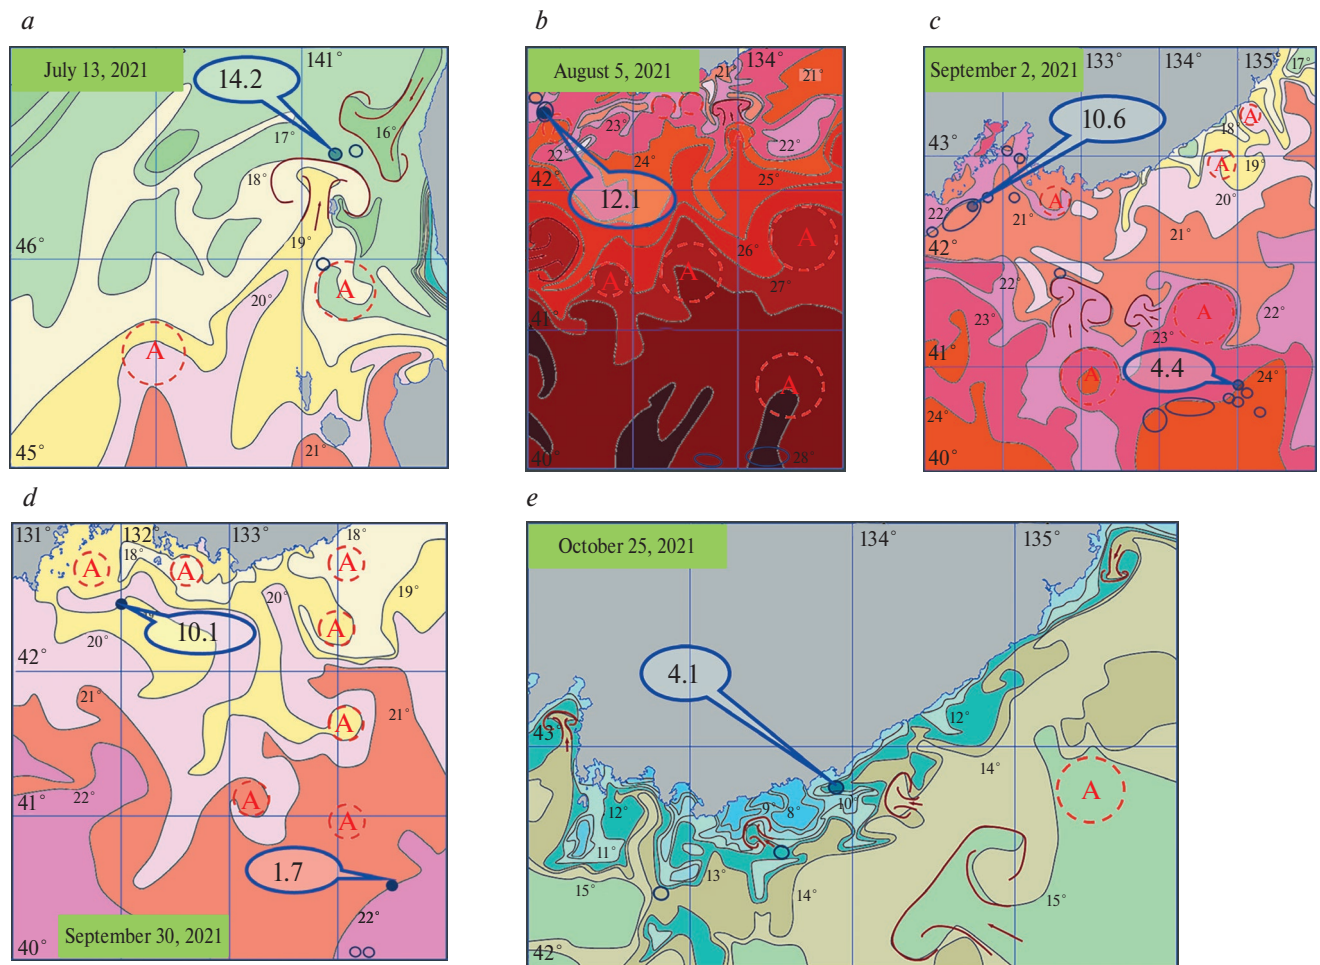 a
July 13, 2021
141°
14.2
17°
16°
18°
19°
46°
A
20°
A
45°
21°
b
August 5, 2021
134°
21°
21°
23°
22°
22°
24°
42°
25°
12.1
A
26°
A
A
27°
41°
A
40°
28°
c
September 2, 2021
133°
134°
135°
17°
10.6
A
18°
43°
A
19°
22°
A
20°
21°
21°
42°
22°
A
22°
23°
23°
41°
4.4
A
24°
24°
40°
d
131°
132
133°
18°
18°
A
A
A
19°
20°
10.1
A
20°
42°
21°
A
21°
22°
41°
A
A
1.7
22°
September 30, 2021
40°
e
October 25, 2021
134°
135°
4.1
12°
43°
14°
A
12°
9
8°
10°
11°
13°
15°
14°
15°
42°